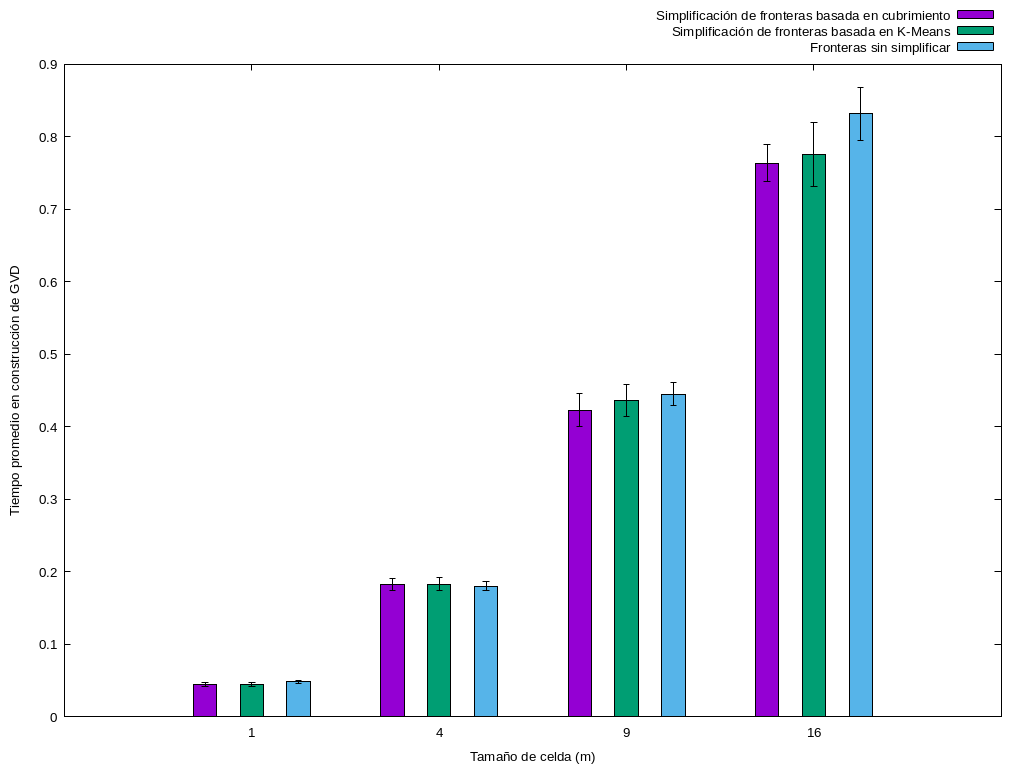 Simplificación de fronteras basada en cubrimiento
Simplificación de fronteras basada en K-Means
Fronteras sin simplificar
0.9
0.8
0.7
0.6
0.5
0.4
0.3
0.2
0.1
0
Tiempo promedio en construcción de GVD
1 4 9 16
Tamaño de celda (m)